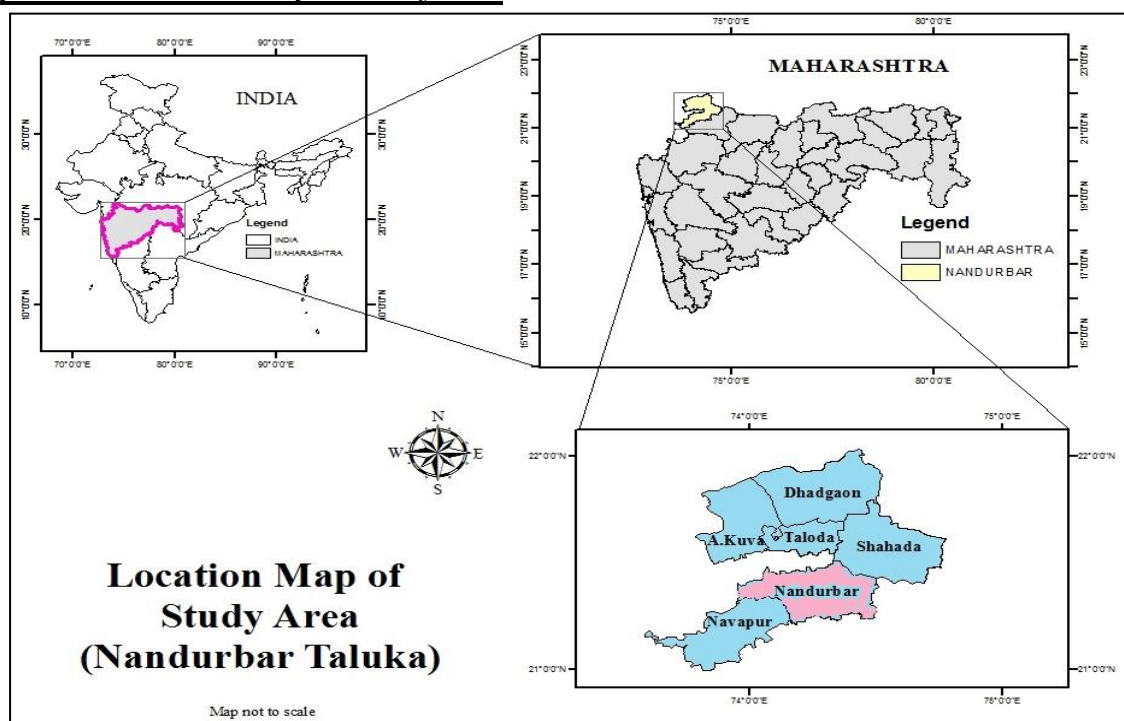 70°0'0"E
80°0'0"E
90°0'0"E
INDIA
30°0'0"N
30°0'0"N
20°0'0"N
20°0'0"N
10°0'0"N
10°0'0"N
Legend
INDIA
MAHARASHTRA
70°0'0"E
80°0'0"E
90°0'0"E
75°0'0"E
80°0'0"E
MAHARASHTRA
23°0'0"N
23°0'0"N
21°0'0"N
21°0'0"N
19°0'0"N
19°0'0"N
17°0'0"N
17°0'0"N
15°0'0"N
15°0'0"N
Legend
MAHARASHTRA
NANDURBAR
75°0'0"E
80°0'0"E
N
W E
S
74°0'0"E
75°0'0"E
22°0'0"N
22°0'0"N
Dhadgaon
A.Kuva
Taloda
Shahada
Nandurbar
Navapur
21°0'0"N
21°0'0"N
74°0'0"E
75°0'0"E
Location Map of
Study Area
(Nandurbar Taluka)
Map not to scale